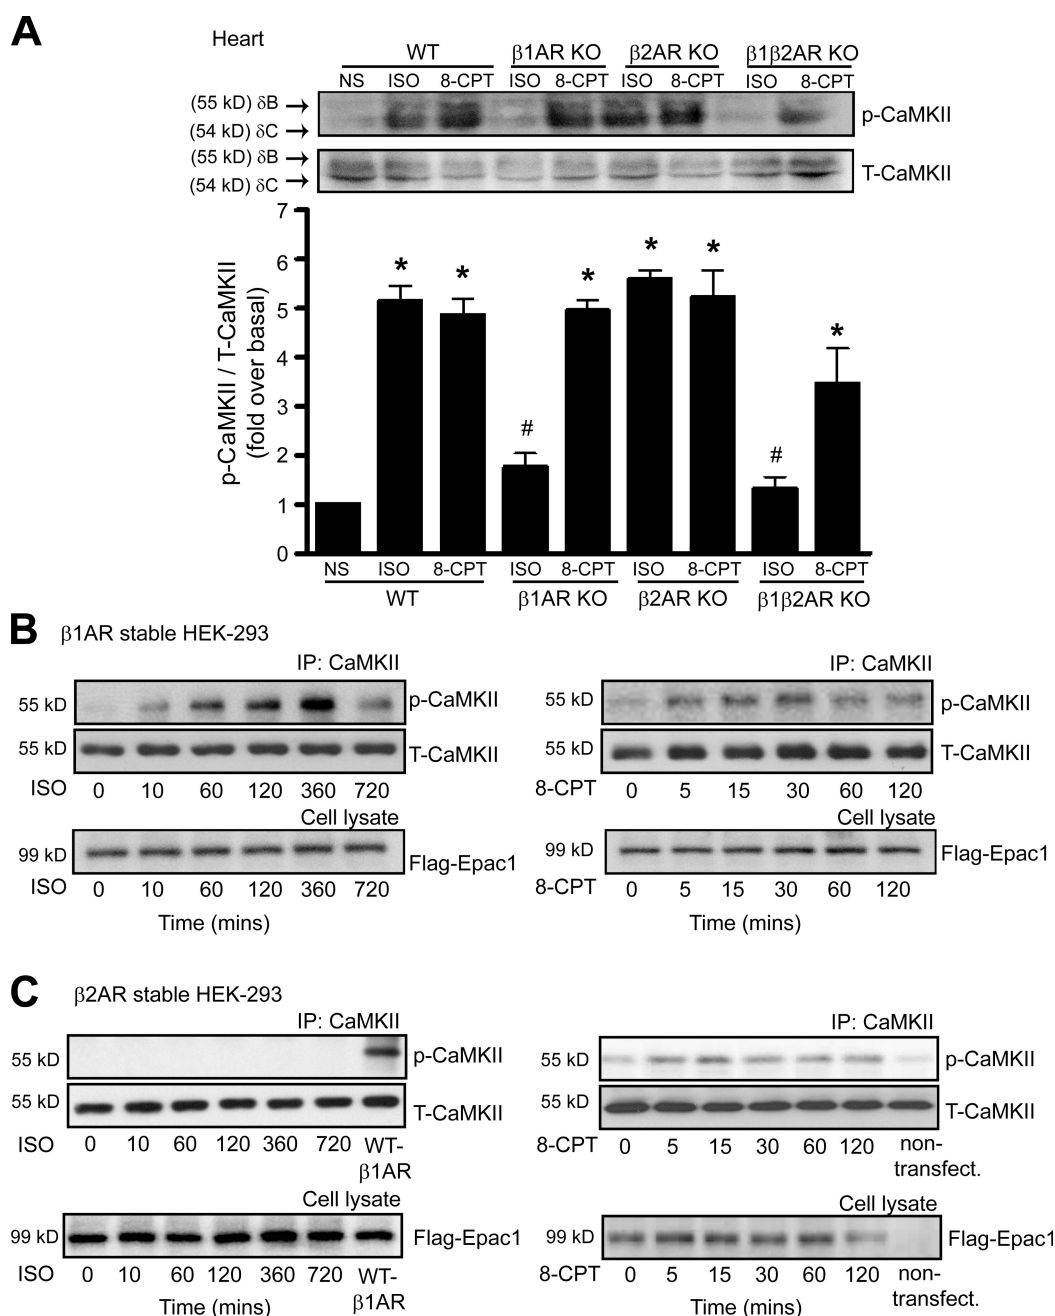 A
Heart
WT β1AR KO β2AR KO β1β2AR KO
NS ISO 8-CPT ISO 8-CPT ISO 8-CPT ISO 8-CPT
(55 kD) δB
p-CaMKII
(54 kD) δC
(55 kD) δB
T-CaMKII
(54 kD) δC
p-CaMKII / T-CaMKII
(fold over basal)
7
6
5
4
3
2
1
0
* * # * * * # *
NS ISO 8-CPT ISO 8-CPT ISO 8-CPT ISO 8-CPT
WT β1AR KO β2AR KO β1β2AR KO
B β1AR stable HEK-293
IP: CaMKII
55 kD p-CaMKII
55 kD T-CaMKII
ISO 0 10 60 120 360 720
Cell lysate
99 kD Flag-Epac1
ISO 0 10 60 120 360 720
Time (mins)
IP: CaMKII
55 kD p-CaMKII
55 kD T-CaMKII
8-CPT 0 5 15 30 60 120
Cell lysate
99 kD Flag-Epac1
8-CPT 0 5 15 30 60 120
Time (mins)
C β2AR stable HEK-293
IP: CaMKII
55 kD p-CaMKII
55 kD T-CaMKII
ISO 0 10 60 120 360 720 WT-
β1AR
Cell lysate
99 kD Flag-Epac1
ISO 0 10 60 120 360 720 WT-
β1AR
Time (mins)
IP: CaMKII
55 kD p-CaMKII
55 kD T-CaMKII
8-CPT 0 5 15 30 60 120 non-
transfect.
Cell lysate
99 kD Flag-Epac1
8-CPT 0 5 15 30 60 120 non-
transfect.
Time (mins)